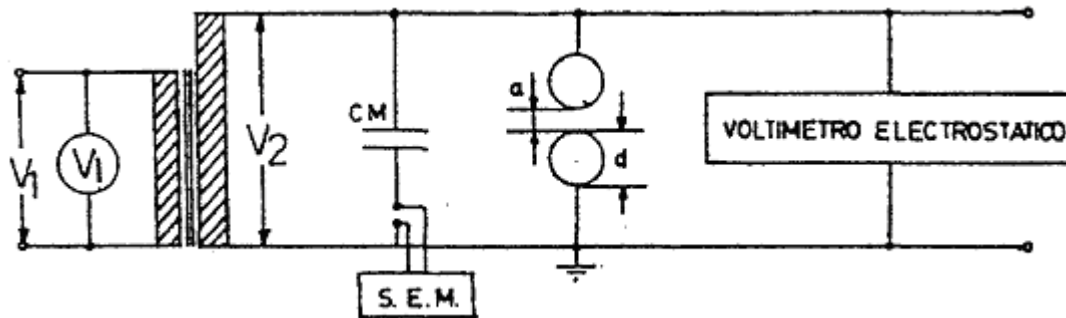 V1
V1
V2
CM
S.E.M.
a
d
VOLTIMETRO ELECTROSTATICO